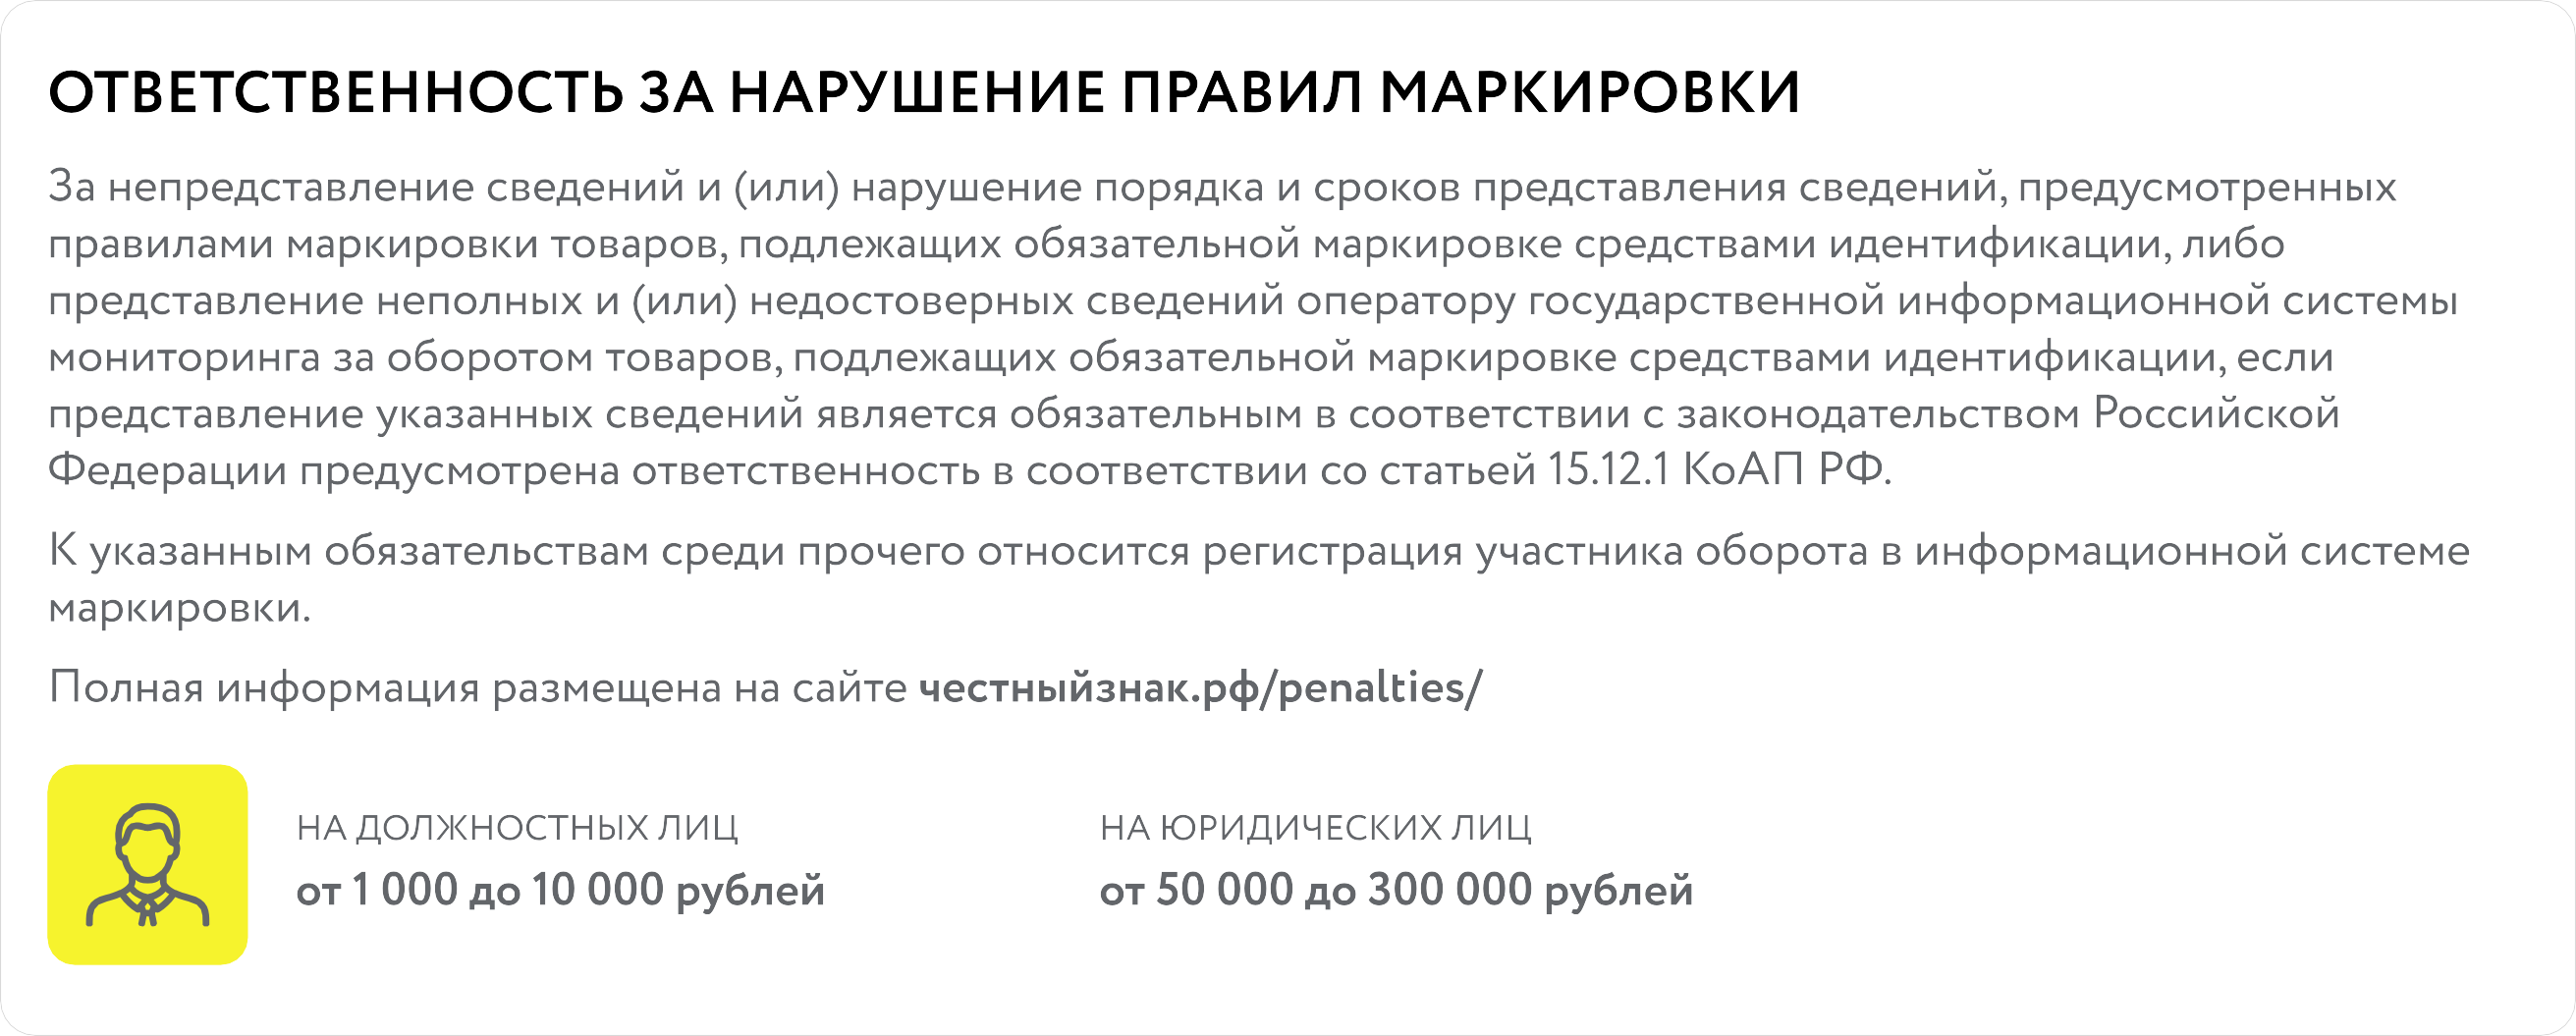 ОТВЕТСТВЕННОСТЬ ЗА НАРУШЕНИЕ ПРАВИЛ МАРКИРОВКИ
За непредставление сведений и (или) нарушение порядка и сроков представления сведений, предусмотренных
правилами маркировки товаров, подлежащих обязательной маркировке средствами идентификации, либо
представление неполных и (или) недостоверных сведений оператору государственной информационной системы
мониторинга за оборотом товаров, подлежащих обязательной маркировке средствами идентификации, если
представление указанных сведений является обязательным в соответствии с законодательством Российской
Федерации предусмотрена ответственность в соответствии со статьей 15.12.1 КоАП РФ.
К указанным обязательствам среди прочего относится регистрация участника оборота в информационной системе
маркировки.
Полная информация размещена на сайте честныйзнак.рф/penalties/
НА ДОЛЖНОСТНЫХ ЛИЦ
от 1 000 до 10 000 рублей
НА ЮРИДИЧЕСКИХ ЛИЦ
от 50 000 до 300 000 рублей